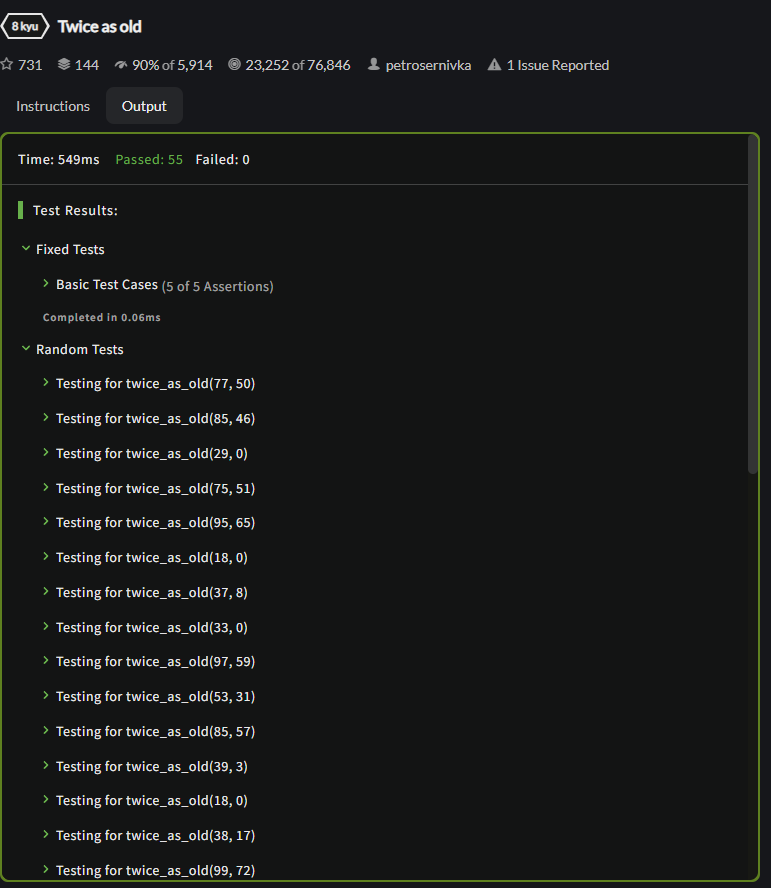 8 kyu Twice as old
731 144 90% of 5,914 23,252 of 76,846 petrosernivka 1 Issue Reported
Instructions Output
Time: 549ms Passed: 55 Failed: 0
Test Results:
Fixed Tests
Basic Test Cases (5 of 5 Assertions)
Completed in 0.06ms
Random Tests
Testing for twice_as_old(77, 50)
Testing for twice_as_old(85, 46)
Testing for twice_as_old(29, 0)
Testing for twice_as_old(75, 51)
Testing for twice_as_old(95, 65)
Testing for twice_as_old(18, 0)
Testing for twice_as_old(37, 8)
Testing for twice_as_old(33, 0)
Testing for twice_as_old(97, 59)
Testing for twice_as_old(53, 31)
Testing for twice_as_old(85, 57)
Testing for twice_as_old(39, 3)
Testing for twice_as_old(18, 0)
Testing for twice_as_old(38, 17)
Testing for twice_as_old(99, 72)